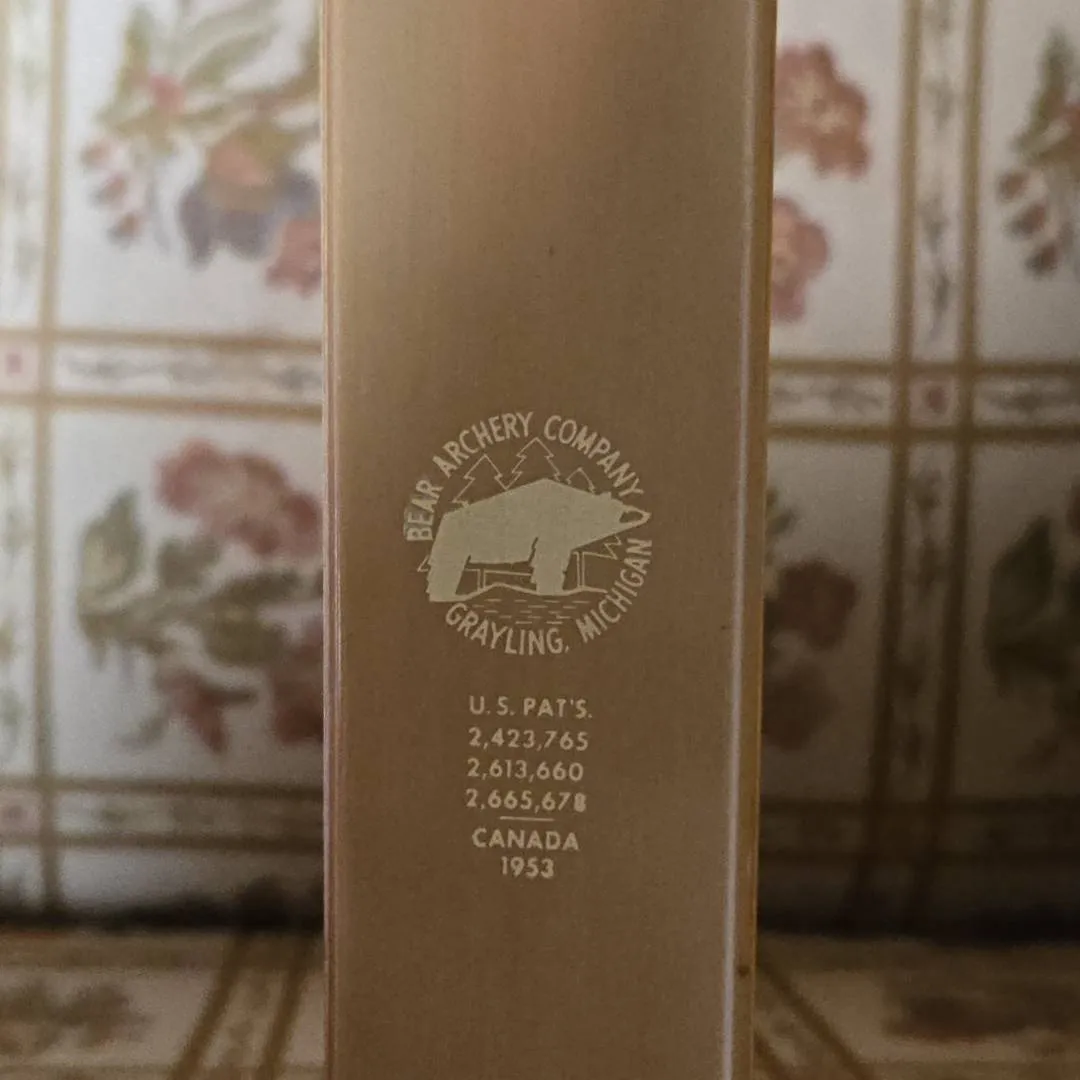 BEAR ARCHERY COMPANY
GRAYLING, MICHIGAN
U.S. PAT'S.
2,423,765
2,613,660
2,665,678
CANADA
1953